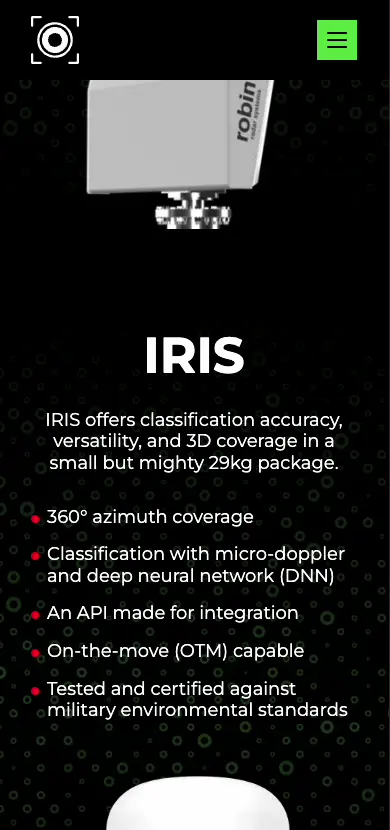 robin
radar systems
IRIS
IRIS offers classification accuracy,
versatility, and 3D coverage in a
small but mighty 29kg package.
360° azimuth coverage
Classification with micro-doppler
and deep neural network (DNN)
An API made for integration
On-the-move (OTM) capable
Tested and certified against
military environmental standards